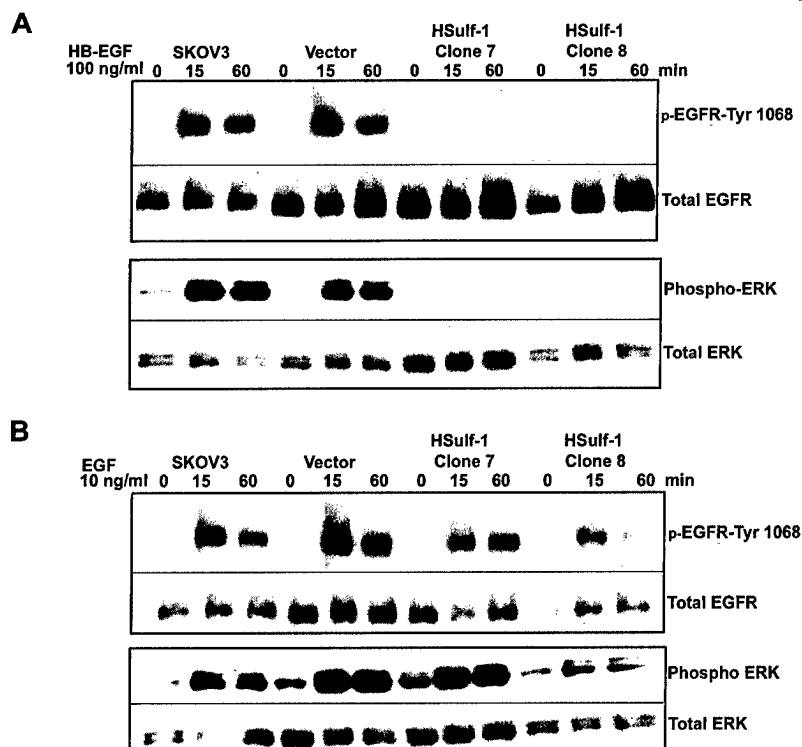 A
HB-EGF
100 ng/ml
SKOV3
Vector
HSulf-1
Clone 7
HSulf-1
Clone 8
0 15 60 0 15 60 0 15 60 0 15 60 min
p-EGFR-Tyr 1068
Total EGFR
Phospho-ERK
Total ERK
B
EGF
10 ng/ml
SKOV3
Vector
HSulf-1
Clone 7
HSulf-1
Clone 8
0 15 60 0 15 60 0 15 60 0 15 60 min
p-EGFR-Tyr 1068
Total EGFR
Phospho ERK
Total ERK